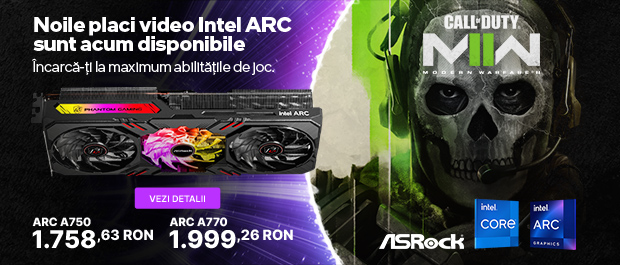 Noile placi video Intel ARC
sunt acum disponibile
Încarcă-ți la maximum abilitățile de joc.
PHANTOM GAMING
intel ARC
VEZI DETALII
ARC A750
1.758,63 RON
ARC A770
1.999,26 RON
CALL OF DUTY
MWII
MODERN WARFARE II
ASRock
intel
CORE
intel
ARC
GRAPHICS